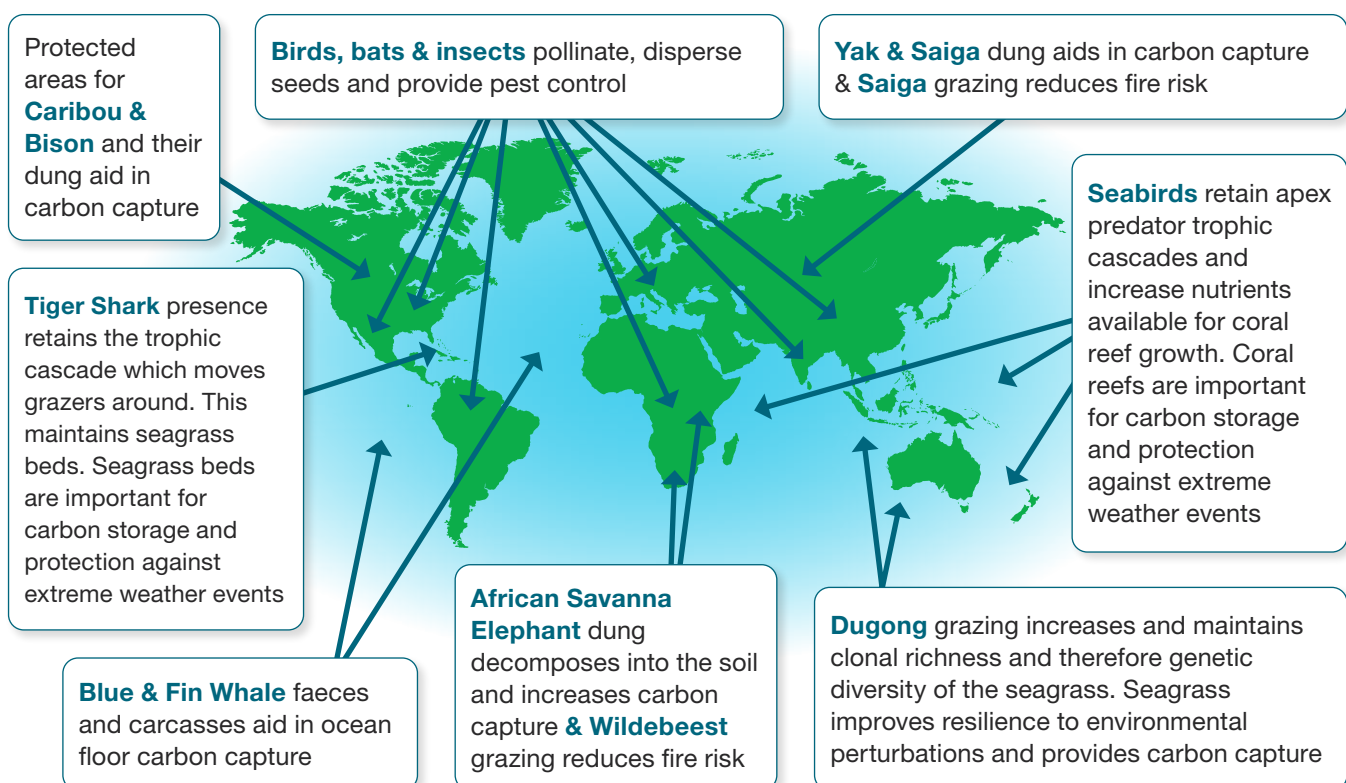 Protected
areas for
Caribou &
Bison and their
dung aid in
carbon capture
Birds, bats & insects pollinate, disperse
seeds and provide pest control
Yak & Saiga dung aids in carbon capture
& Saiga grazing reduces fire risk
Seabirds retain apex
predator trophic
cascades and
increase nutrients
available for coral
reef growth. Coral
reefs are important
for carbon storage
and protection
against extreme
weather events
Tiger Shark presence
retains the trophic
cascade which moves
grazers around. This
maintains seagrass
beds. Seagrass beds
are important for
carbon storage and
protection against
extreme weather events
Blue & Fin Whale faeces
and carcasses aid in ocean
floor carbon capture
African Savanna
Elephant dung
decomposes into the soil
and increases carbon
capture & Wildebeest
grazing reduces fire risk
Dugong grazing increases and maintains
clonal richness and therefore genetic
diversity of the seagrass. Seagrass
improves resilience to environmental
perturbations and provides carbon capture